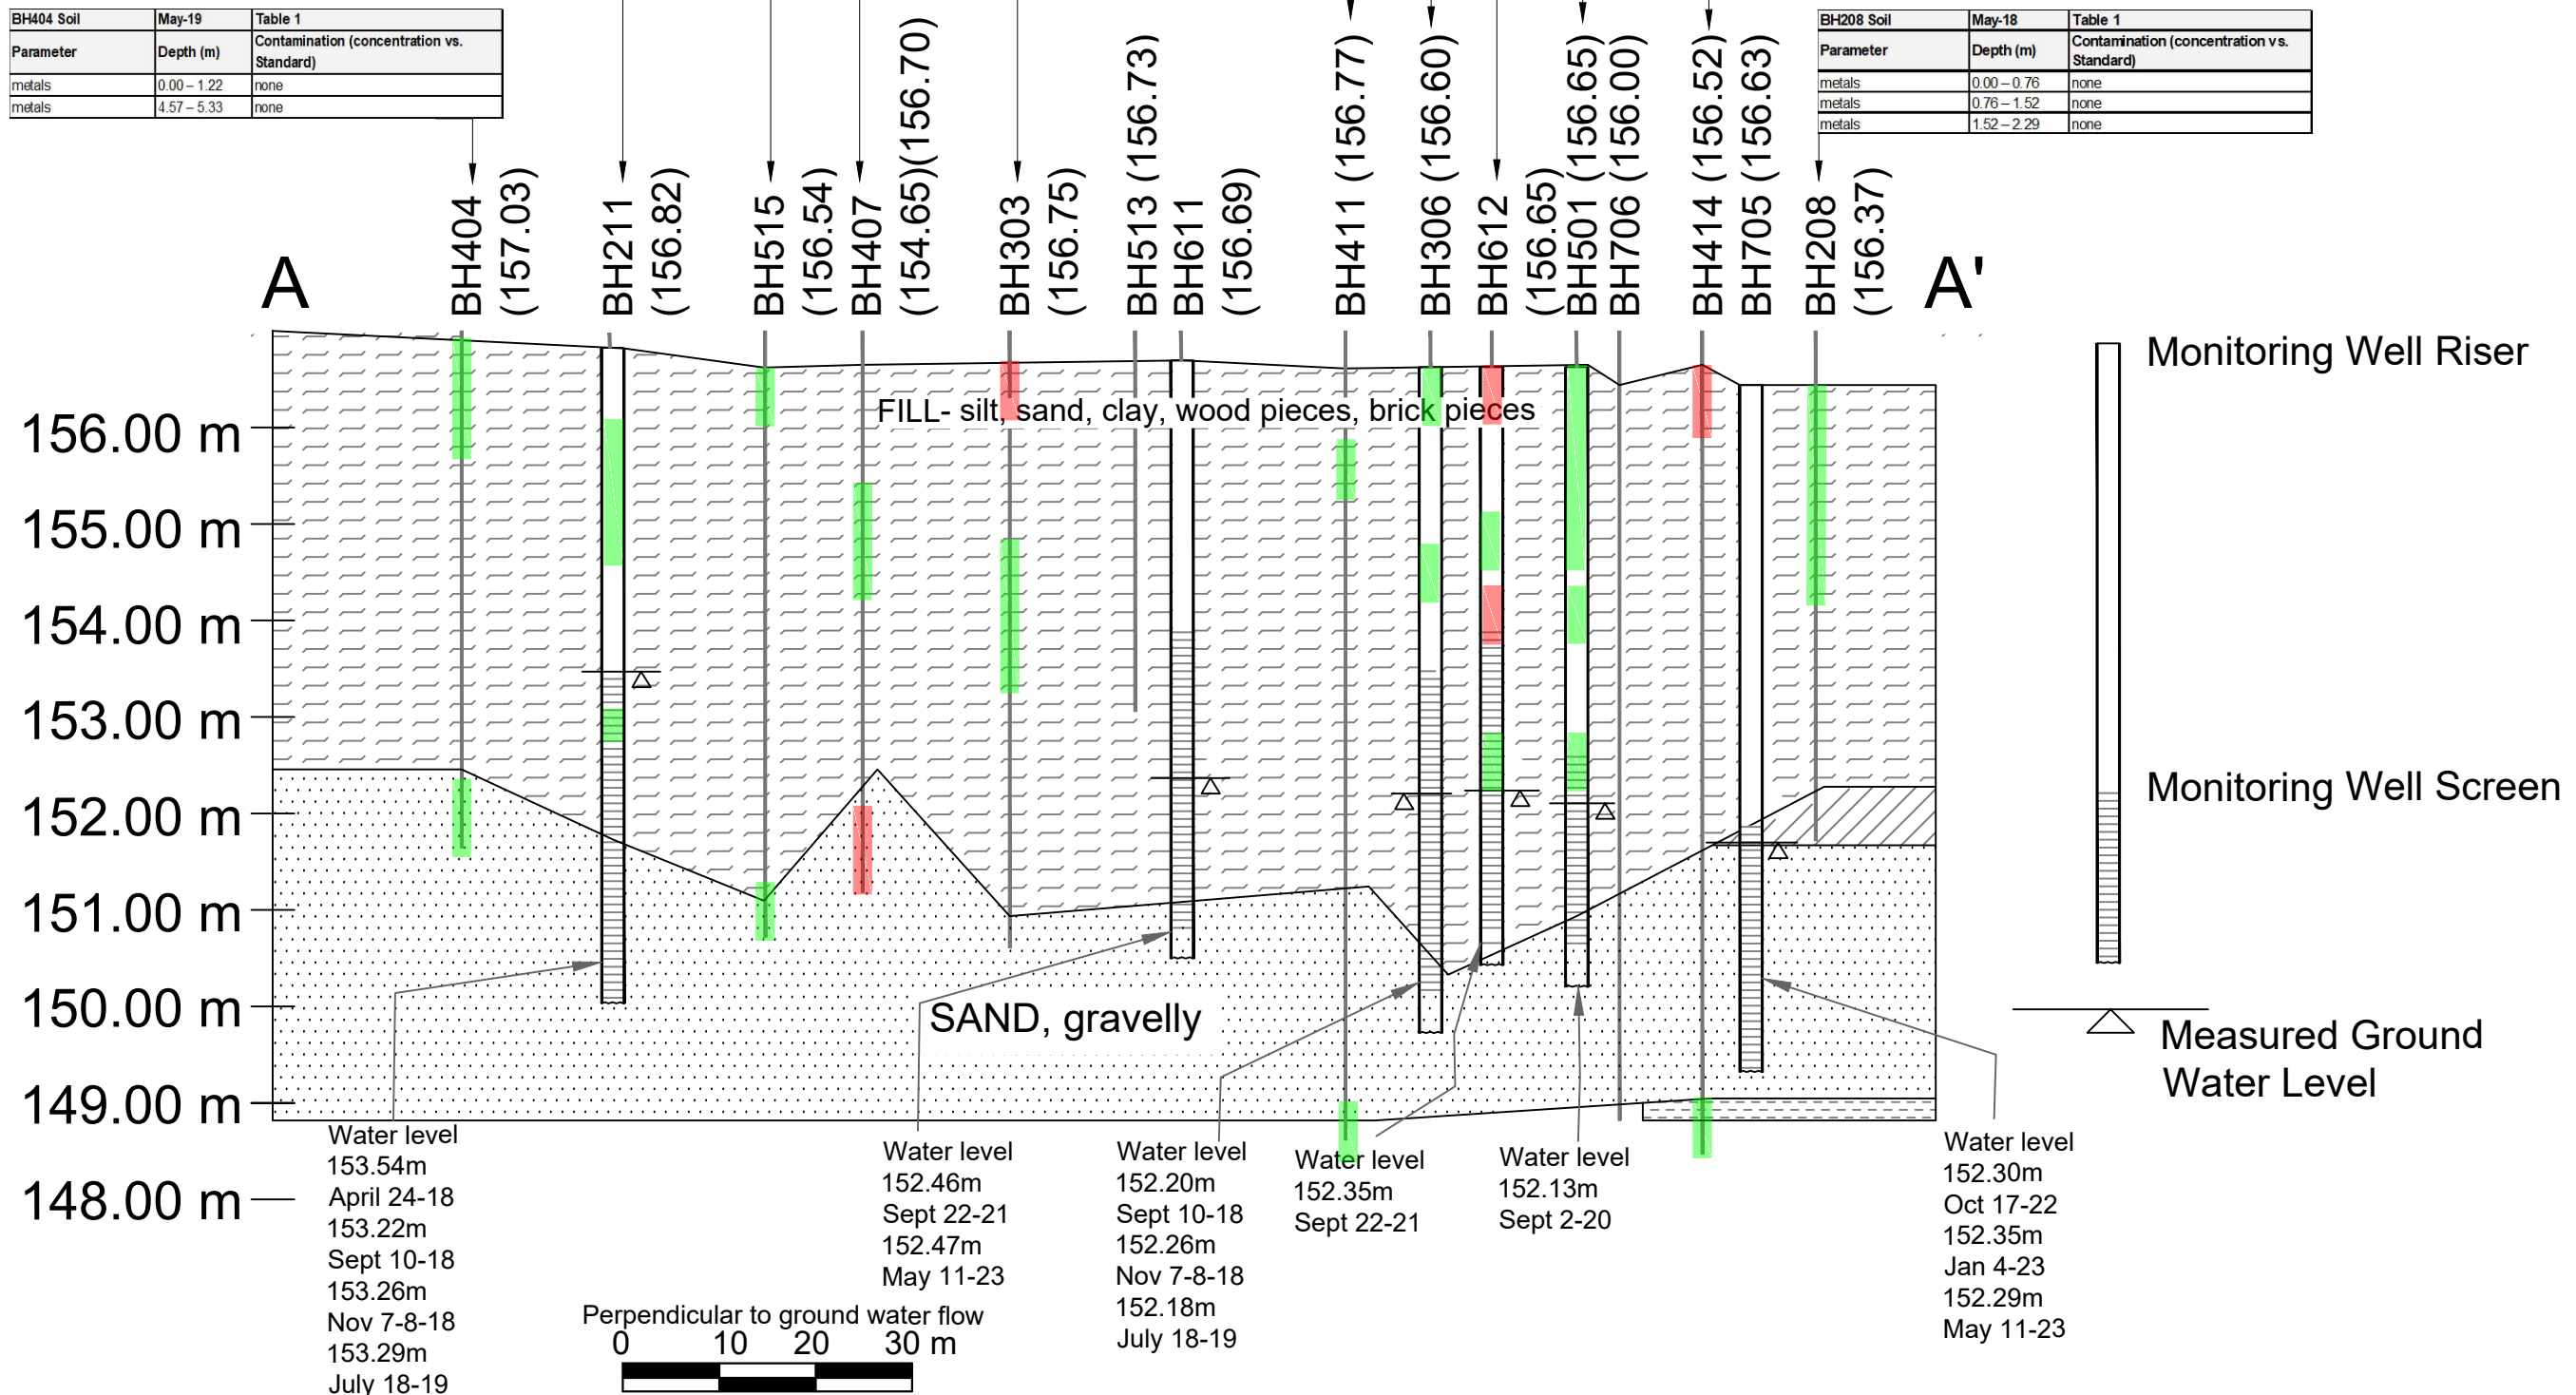 BH404 Soil May-19 Table 1
Parameter Depth (m) Contamination (concentration vs. Standard)
metals 0.00 – 1.22 none
metals 4.57 – 5.33 none
BH208 Soil May-18 Table 1
Parameter Depth (m) Contamination (concentration vs. Standard)
metals 0.00 – 0.76 none
metals 0.76 – 1.52 none
metals 1.52 – 2.29 none
A
BH404
(157.03)
BH211
(156.82)
BH515
(156.54)
BH407
(154.65)(156.70)
BH303
(156.75)
BH513 (156.73)
BH611
(156.69)
BH411 (156.77)
BH306 (156.60)
BH612
(156.65)
BH501 (156.65)
BH706 (156.00)
BH414 (156.52)
BH705 (156.63)
BH208
(156.37)
A'
156.00 m
155.00 m
154.00 m
153.00 m
152.00 m
151.00 m
150.00 m
149.00 m
148.00 m
FILL- silt, sand, clay, wood pieces, brick pieces
SAND, gravelly
Monitoring Well Riser
Monitoring Well Screen
Measured Ground
Water Level
Water level
153.54m
April 24-18
153.22m
Sept 10-18
153.26m
Nov 7-8-18
153.29m
July 18-19
Water level
152.46m
Sept 22-21
152.47m
May 11-23
Water level
152.20m
Sept 10-18
152.26m
Nov 7-8-18
152.18m
July 18-19
Water level
152.35m
Sept 22-21
Water level
152.13m
Sept 2-20
Water level
152.30m
Oct 17-22
152.35m
Jan 4-23
152.29m
May 11-23
Perpendicular to ground water flow
0 10 20 30 m